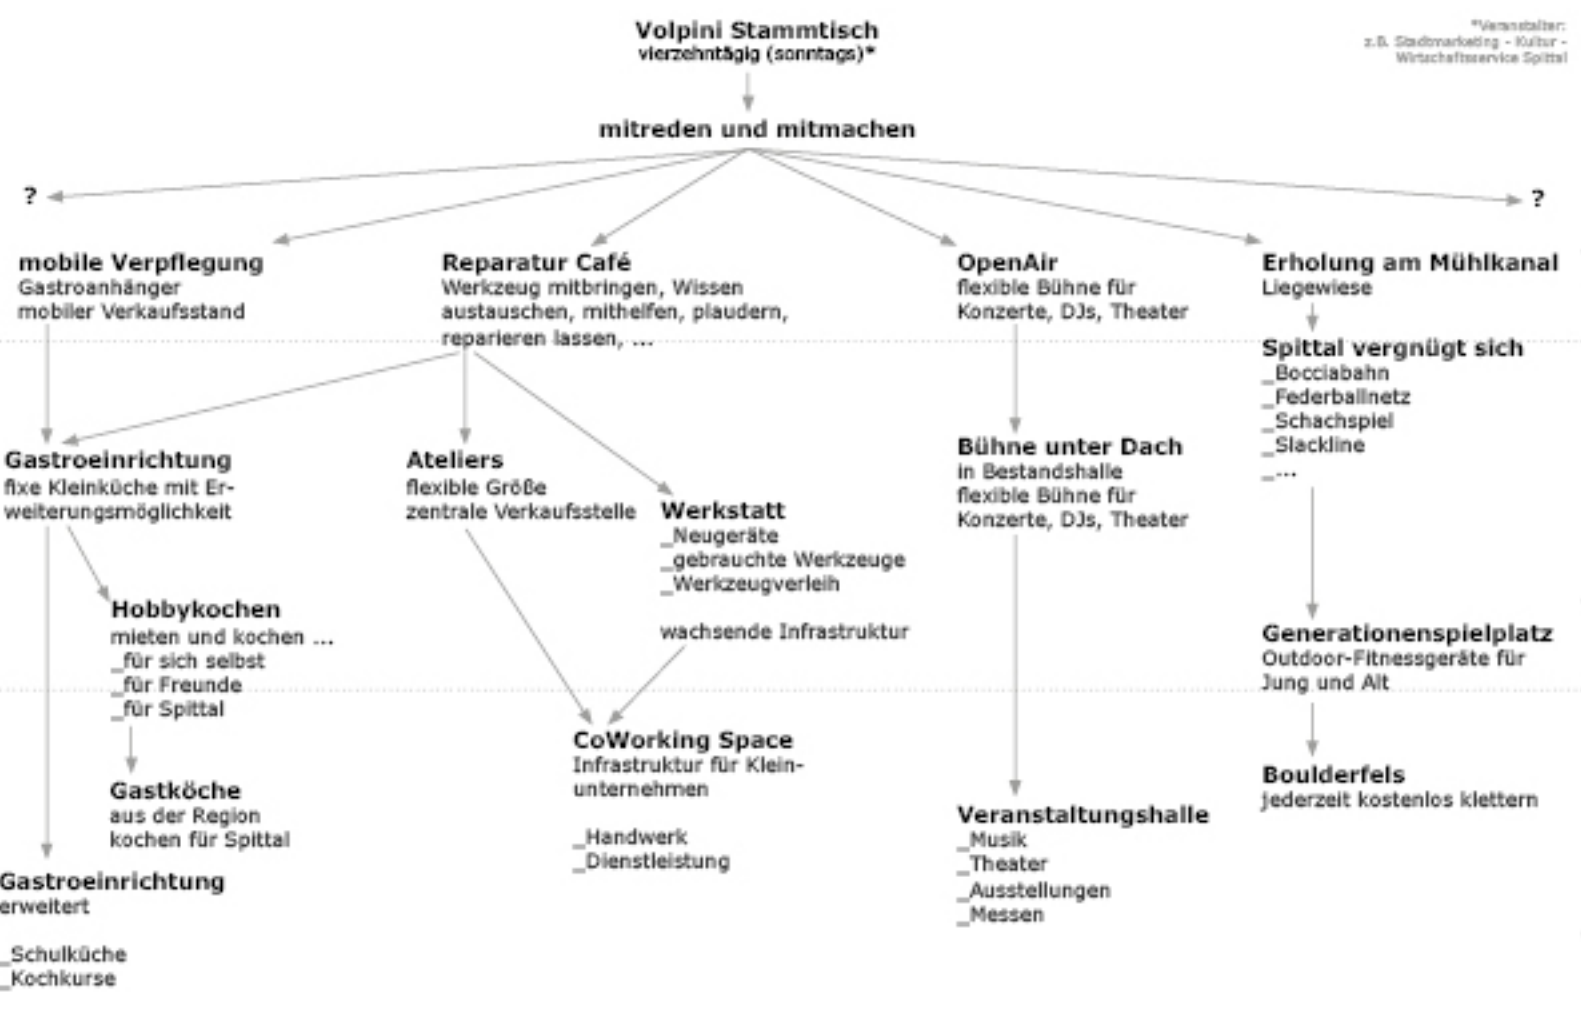 Volpini Stammtisch
vierzehntägig (sonntags)*
*Veranstalter:
z.B. Stadtmarketing - Kultur -
Wirtschaftsservice Spittal
mitreden und mitmachen
?
?
mobile Verpflegung
Gastroanhänger
mobiler Verkaufsstand
Reparatur Café
Werkzeug mitbringen, Wissen
austauschen, mithelfen, plaudern,
reparieren lassen, ...
OpenAir
flexible Bühne für
Konzerte, DJs, Theater
Erholung am Mühlkanal
Liegewiese
Spittal vergnügt sich
_Bocciabahn
_Federballnetz
_Schachspiel
_Slackline
_...
Gastroeinrichtung
fixe Kleinküche mit Er-
weiterungsmöglichkeit
Ateliers
flexible Größe
zentrale Verkaufsstelle
Werkstatt
_Neugeräte
_gebrauchte Werkzeuge
_Werkzeugverleih
wachsende Infrastruktur
Bühne unter Dach
in Bestandshalle
flexible Bühne für
Konzerte, DJs, Theater
Hobbykochen
mieten und kochen ...
_für sich selbst
_für Freunde
_für Spittal
Generationenspielplatz
Outdoor-Fitnessgeräte für
Jung und Alt
Gastköche
aus der Region
kochen für Spittal
CoWorking Space
Infrastruktur für Klein-
unternehmen
_Handwerk
_Dienstleistung
Veranstaltungshalle
_Musik
_Theater
_Ausstellungen
_Messen
Boulderfels
jederzeit kostenlos klettern
Gastroeinrichtung
erweitert
_Schulküche
_Kochkurse